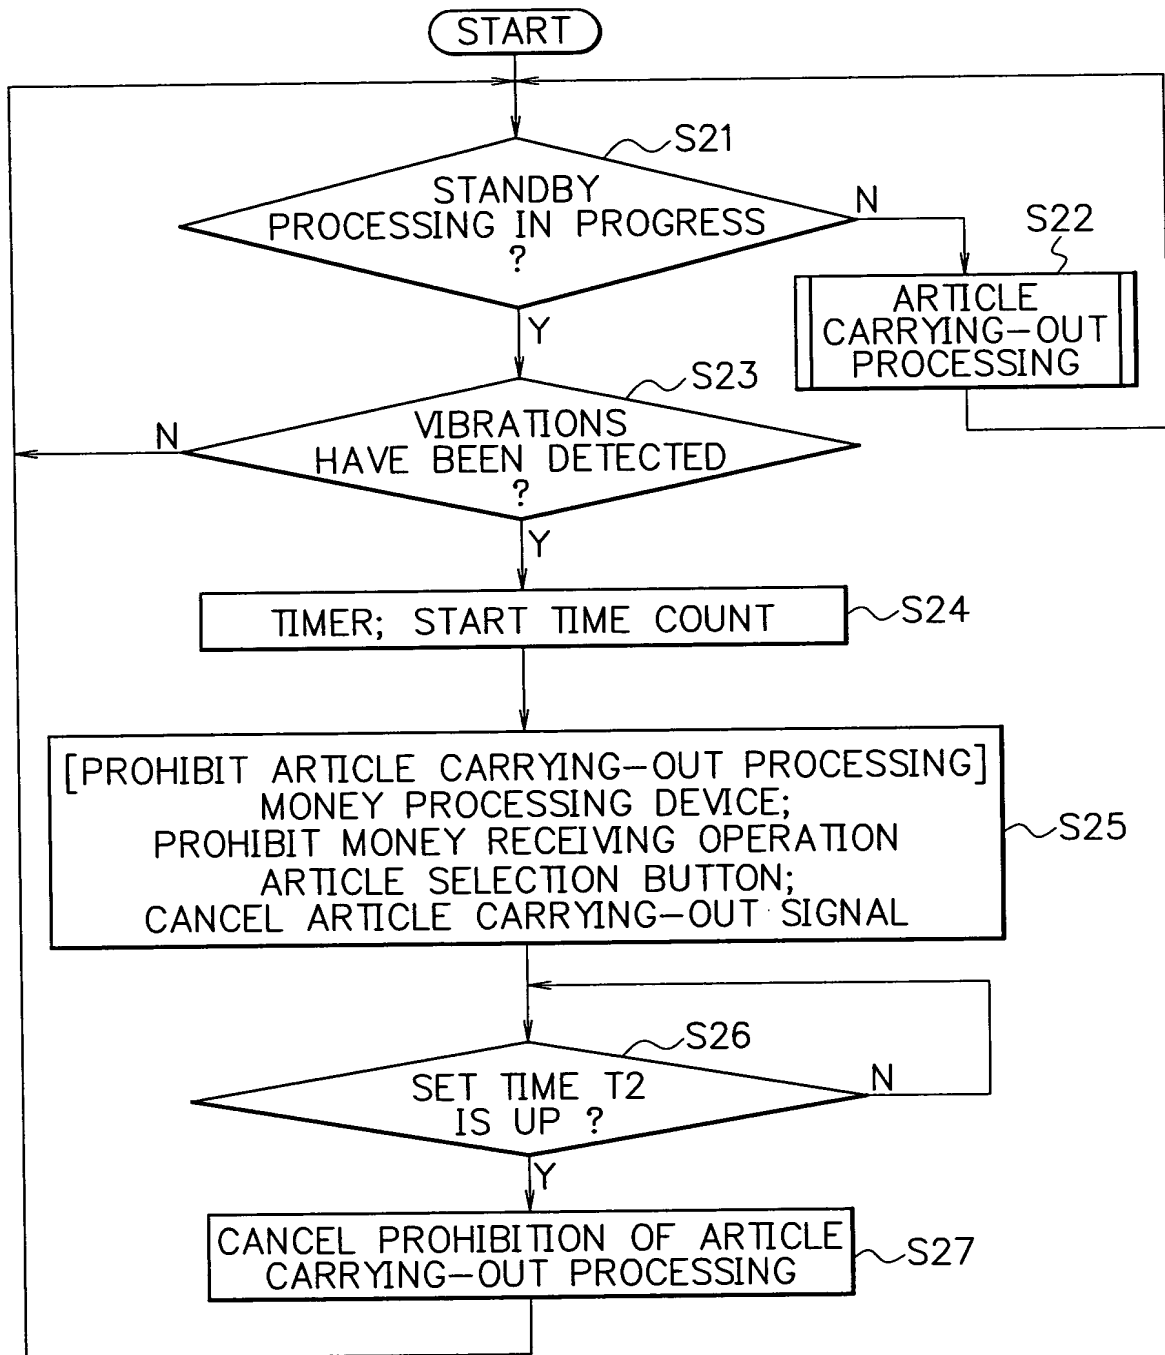 START
S21
STANDBY
PROCESSING IN PROGRESS
?
N
S22
ARTICLE
CARRYING-OUT
PROCESSING
Y
S23
VIBRATIONS
HAVE BEEN DETECTED
?
N
Y
TIMER; START TIME COUNT
S24
[PROHIBIT ARTICLE CARRYING-OUT PROCESSING]
MONEY PROCESSING DEVICE;
PROHIBIT MONEY RECEIVING OPERATION
ARTICLE SELECTION BUTTON;
CANCEL ARTICLE CARRYING-OUT SIGNAL
S25
S26
SET TIME T2
IS UP ?
N
Y
CANCEL PROHIBITION OF ARTICLE
CARRYING-OUT PROCESSING
S27